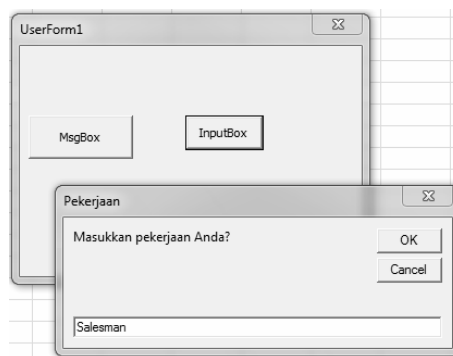 UserForm1
MsgBox
InputBox
Pekerjaan
Masukkan pekerjaan Anda?
OK
Cancel
Salesman